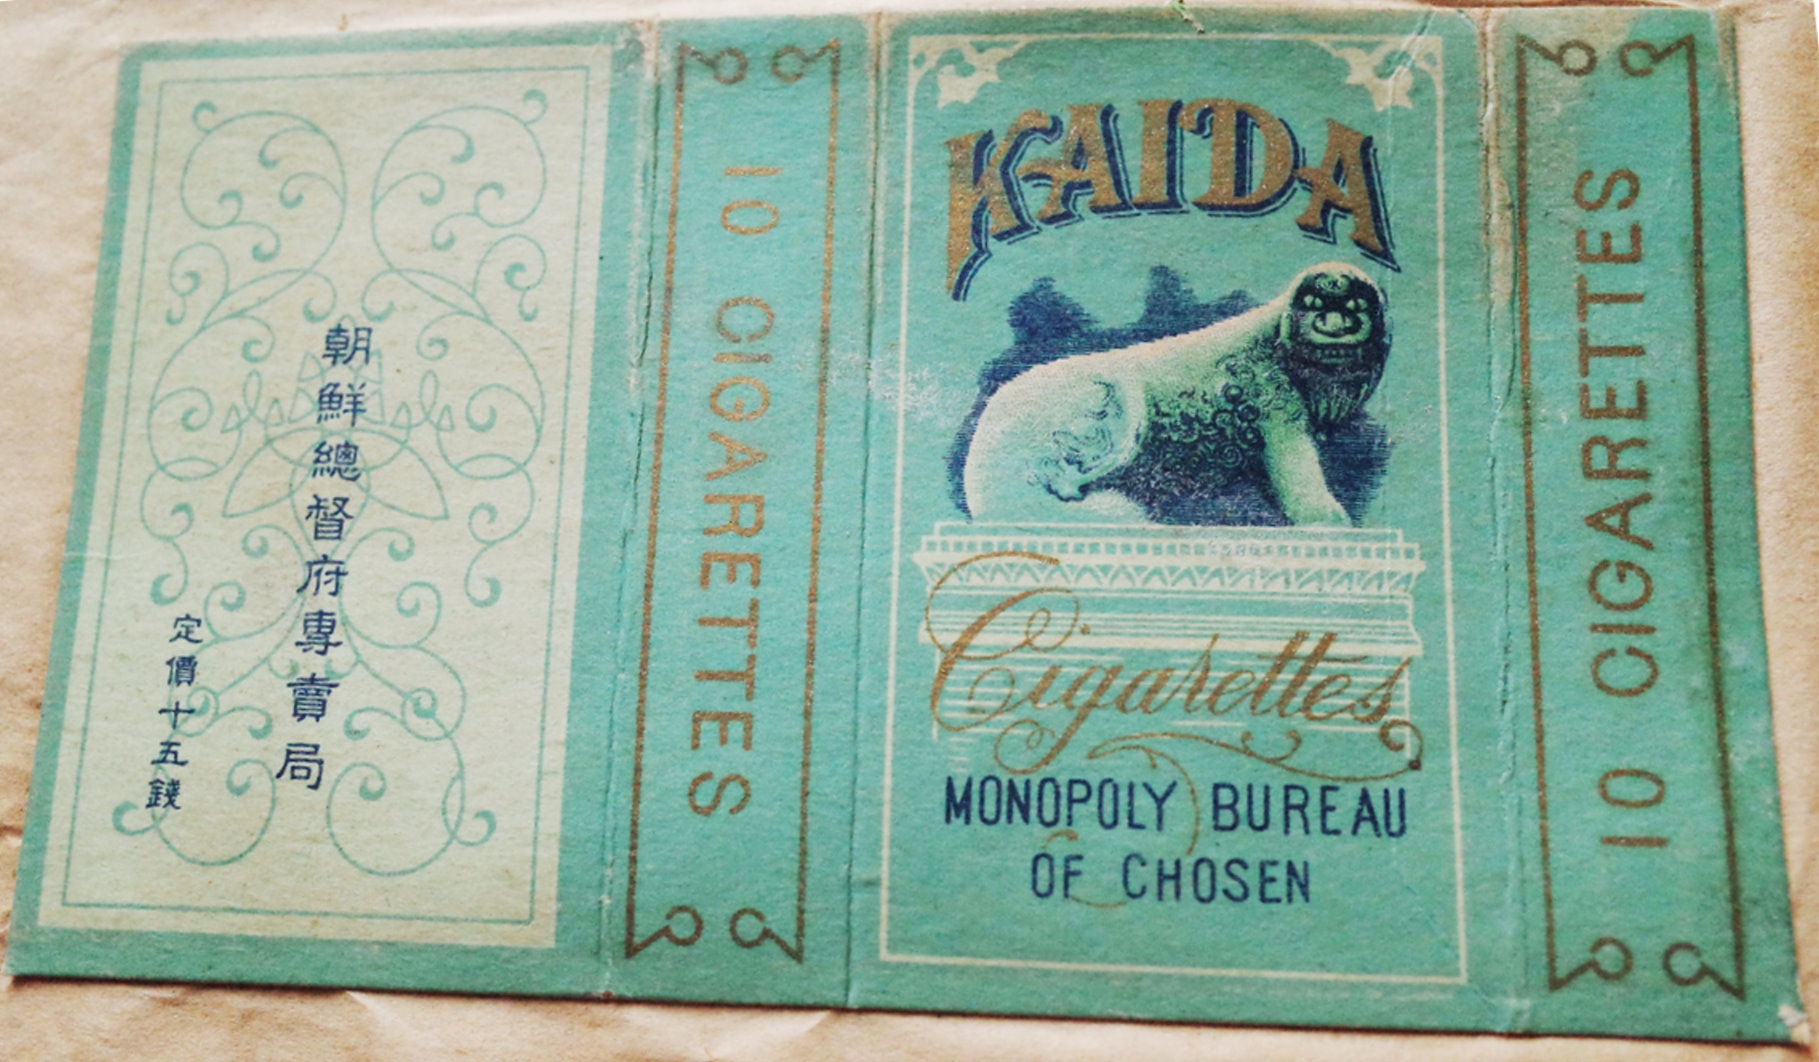 朝鮮總督府專賣局
定價十五錢
10 CIGARETTES
KAIDA
Cigarettes
MONOPOLY BUREAU
OF CHOSEN
10 CIGARETTES